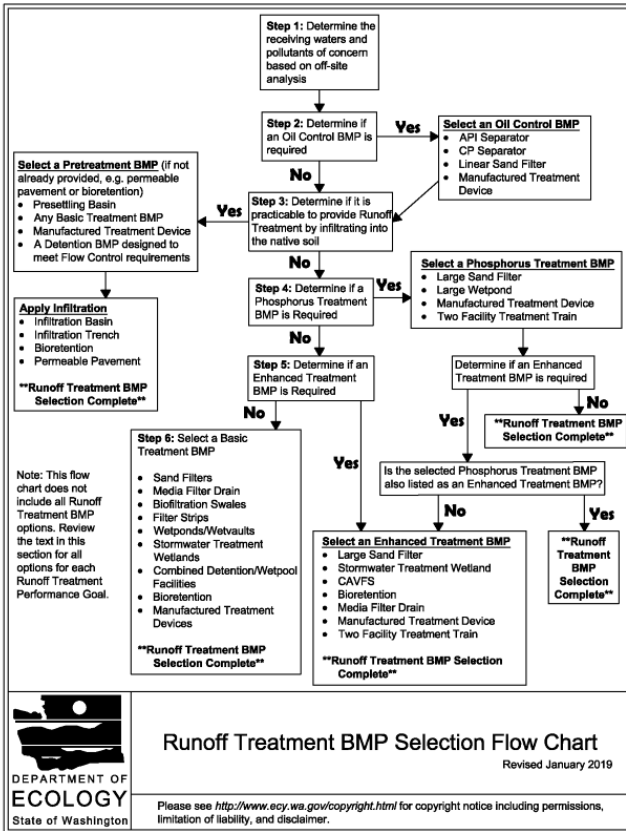 Step 1: Determine the
receiving waters and
pollutants of concern
based on off-site
analysis
Step 2: Determine if
an Oil Control BMP is
required
Yes
Select an Oil Control BMP
• API Separator
• CP Separator
• Linear Sand Filter
• Manufactured Treatment
Device
No
Select a Pretreatment BMP (if not
already provided, e.g. permeable
pavement or bioretention)
• Presettling Basin
• Any Basic Treatment BMP
• Manufactured Treatment Device
• A Detention BMP designed to
meet Flow Control requirements
Yes
Step 3: Determine if it is
practicable to provide Runoff
Treatment by infiltrating into
the native soil
No
Apply Infiltration
• Infiltration Basin
• Infiltration Trench
• Bioretention
• Permeable Pavement
**Runoff Treatment BMP
Selection Complete**
Step 4: Determine if a
Phosphorus Treatment
BMP is Required
Yes
Select a Phosphorus Treatment BMP
• Large Sand Filter
• Large Wetpond
• Manufactured Treatment Device
• Two Facility Treatment Train
No
Step 5: Determine if an
Enhanced Treatment
BMP is Required
Determine if an Enhanced
Treatment BMP is required
No
**Runoff Treatment BMP
Selection Complete**
Yes
No
Yes
Is the selected Phosphorus Treatment BMP
also listed as an Enhanced Treatment BMP?
No
Yes
**Runoff
Treatment
BMP
Selection
Complete**
Step 6: Select a Basic
Treatment BMP
• Sand Filters
• Media Filter Drain
• Biofiltration Swales
• Filter Strips
• Wetponds/Wetvaults
• Stormwater Treatment
Wetlands
• Combined Detention/Wetpool
Facilities
• Bioretention
• Manufactured Treatment
Devices
**Runoff Treatment BMP
Selection Complete**
Select an Enhanced Treatment BMP
• Large Sand Filter
• Stormwater Treatment Wetland
• CAVFS
• Bioretention
• Media Filter Drain
• Manufactured Treatment Device
• Two Facility Treatment Train
**Runoff Treatment BMP Selection
Complete**
Note: This flow
chart does not
include all Runoff
Treatment BMP
options. Review
the text in this
section for all
options for each
Runoff Treatment
Performance Goal.
DEPARTMENT OF
ECOLOGY
State of Washington
Runoff Treatment BMP Selection Flow Chart
Revised January 2019
Please see http://www.ecy.wa.gov/copyright.html for copyright notice including permissions,
limitation of liability, and disclaimer.